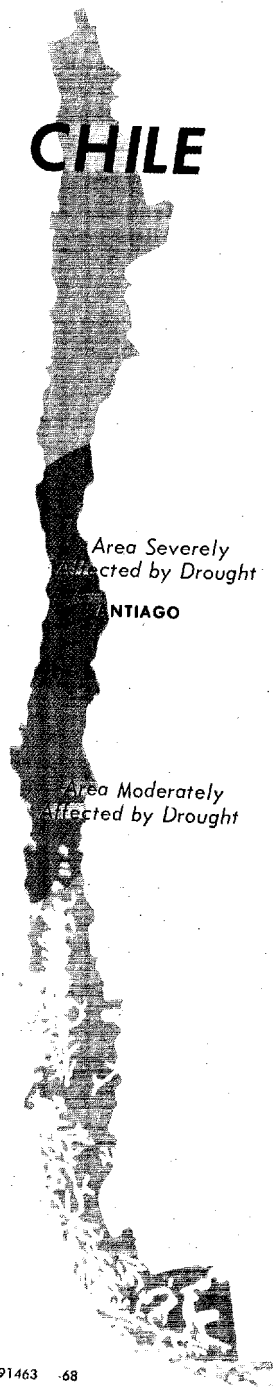 CHILE
Area Severely
Affected by Drought
SANTIAGO
Area Moderately
Affected by Drought
91463 -68